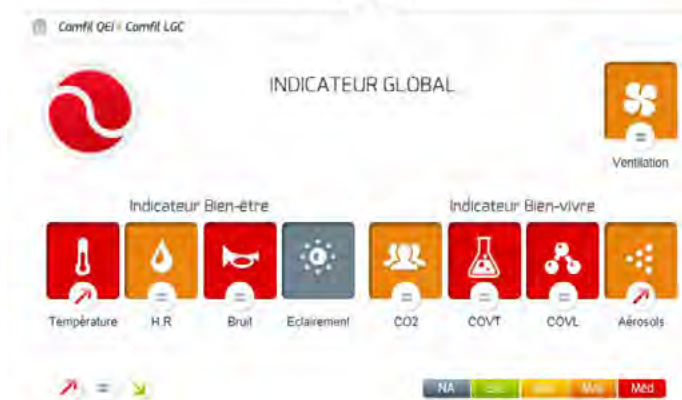 Camfil QEI Camfil LGC
INDICATEUR GLOBAL
Ventilation
Indicateur Bien-être
Indicateur Bien-vivre
Température H.R Bruit Eclairement CO2 COVT COVL Aérosols
NA Méd